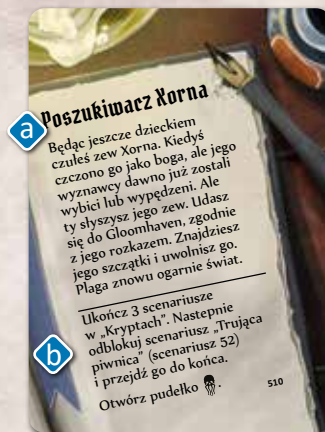 a
Poszukiwacz Xorna
Będąc jeszcze dzieckiem
czułeś zew Xorna. Kiedyś
czczono go jako boga, ale jego
wyznawcy dawno już zostali
wybici lub wypędzeni. Ale
ty słyszysz jego zew. Udasz
się do Gloomhaven, zgodnie
z jego rozkazem. Znajdziesz
jego szczątki i uwolnisz go.
Plaga znowu ogarnie świat.
b
Ukończ 3 scenariusze
w „Kryptach”. Nastepnie
odblokuj scenariusz „Trująca
piwnica” (scenariusz 52)
i przejdź go do końca.
Otwórz pudełko .
510